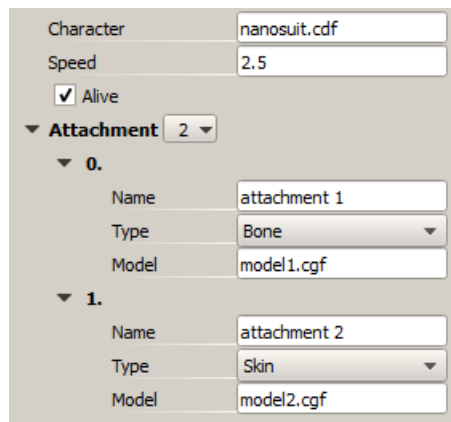 Character nanosuit.cdf
Speed 2.5
Alive
Attachment 2
0.
Name attachment 1
Type Bone
Model model1.cgf
1.
Name attachment 2
Type Skin
Model model2.cgf